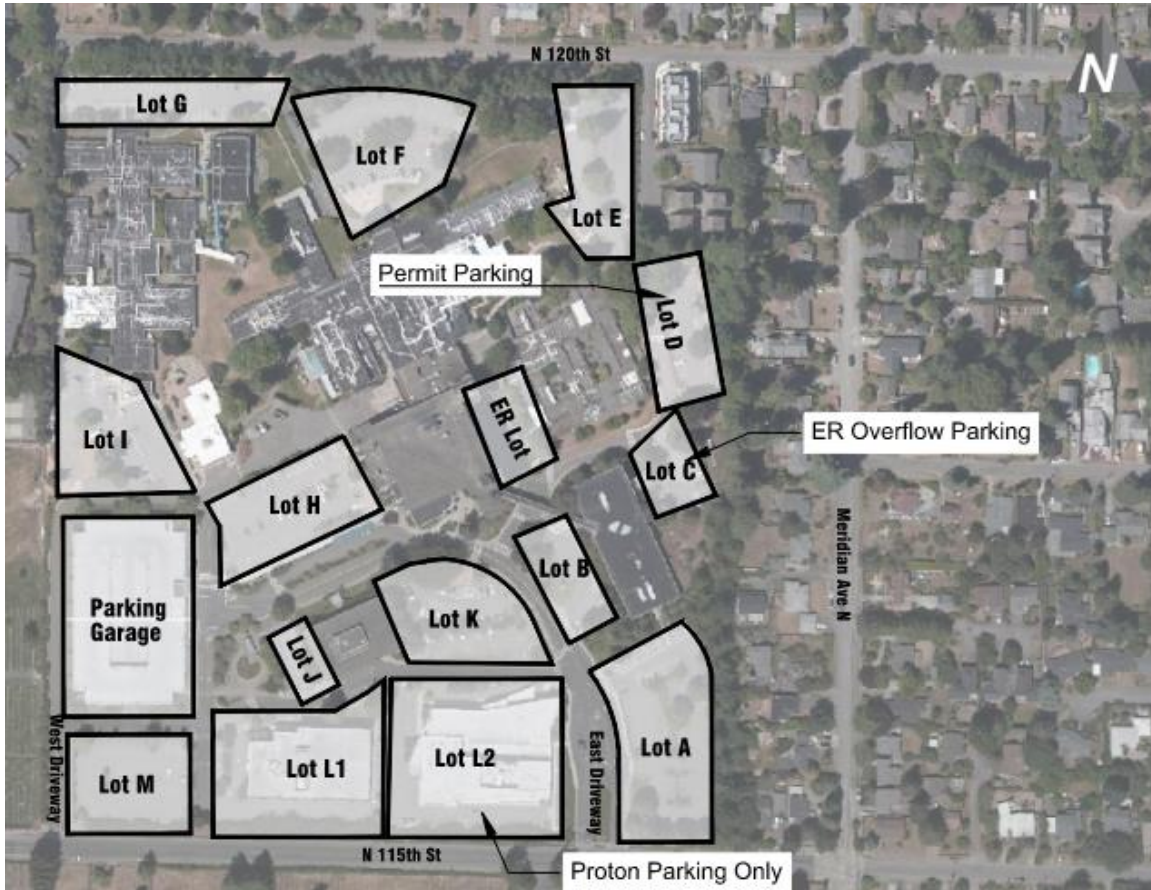 N 120th St
N
Lot G
Lot F
Lot E
Permit Parking
Lot D
ER Lot
ER Overflow Parking
Lot I
Lot C
Lot H
Lot B
Meridian Ave N
Parking
Garage
Lot K
Lot J
West Driveway
Lot M
Lot L1
Lot L2
East Driveway
Lot A
N 115th St
Proton Parking Only